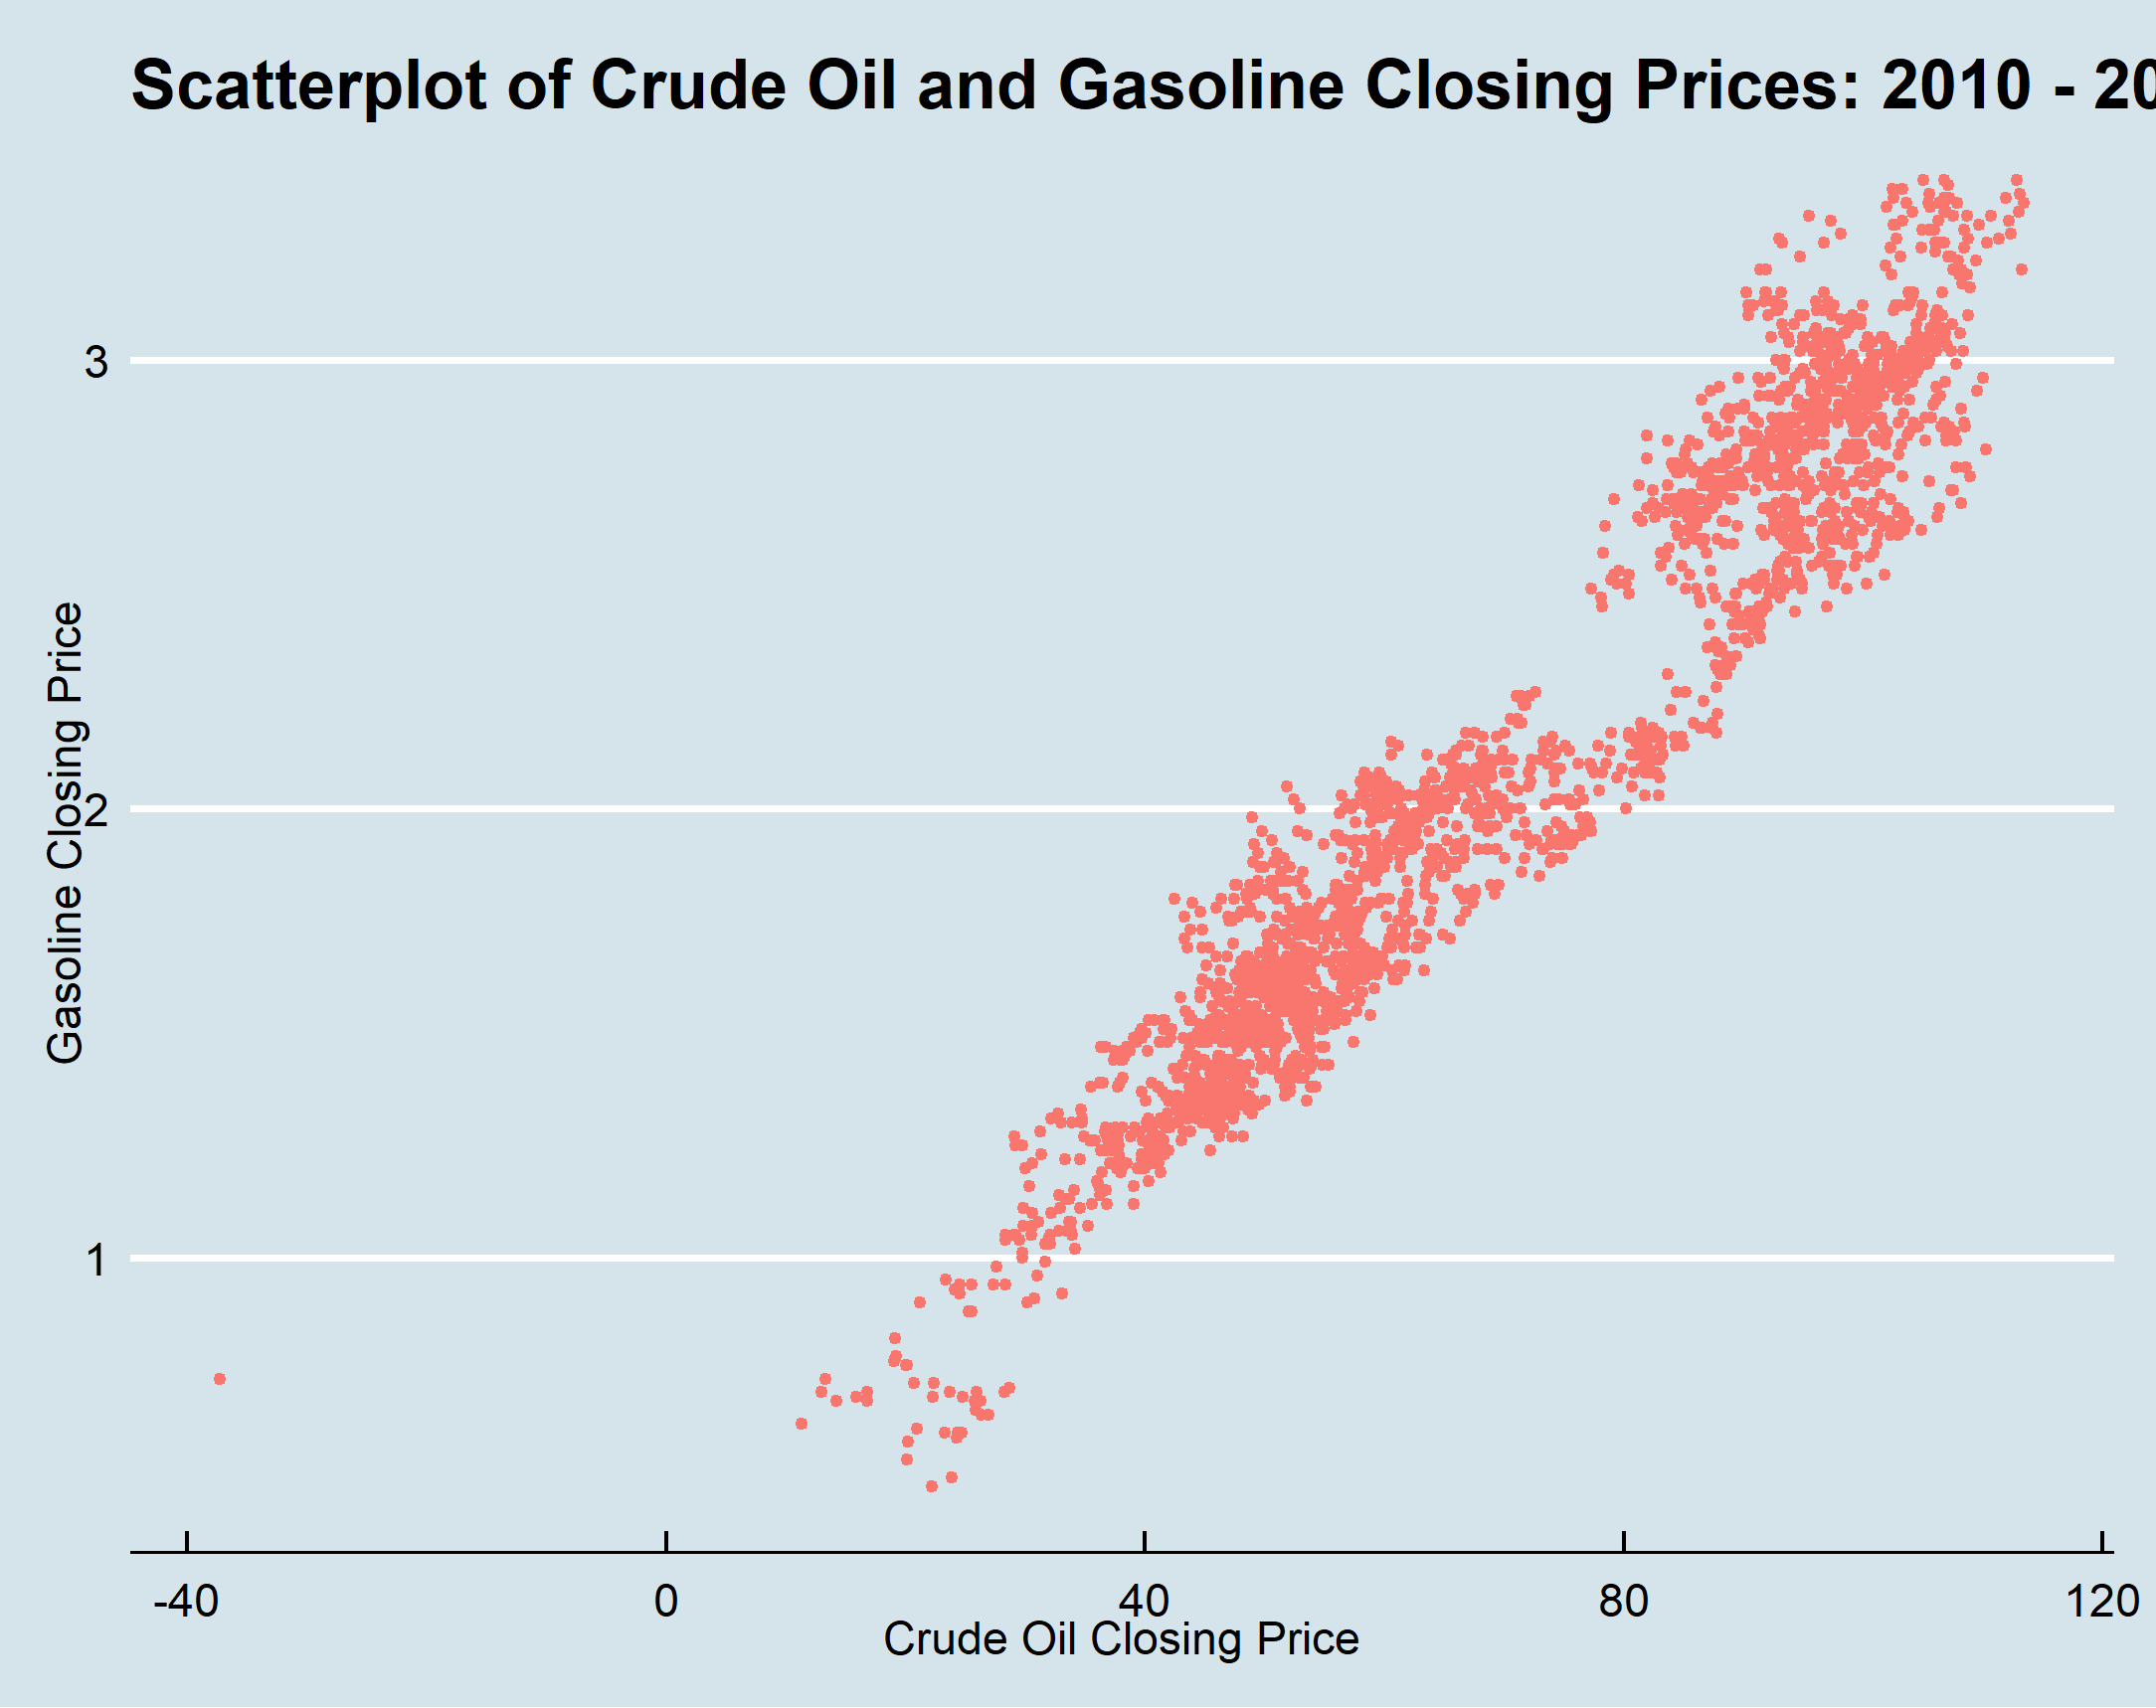 Scatterplot of Crude Oil and Gasoline Closing Prices: 2010 - 20
3
2
1
Gasoline Closing Price
-40 0 40 80 120
Crude Oil Closing Price